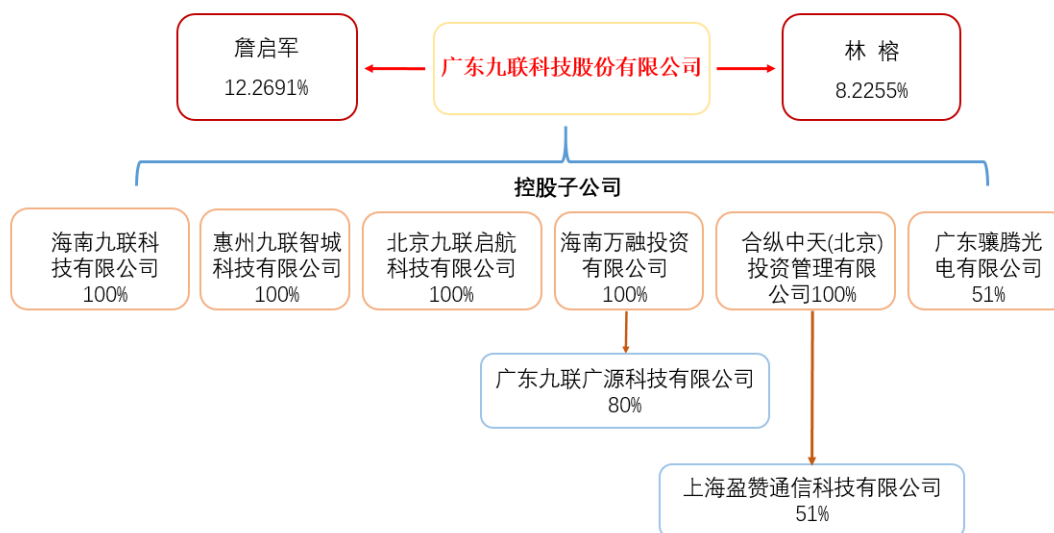 詹启军
12.2691%
广东九联科技股份有限公司
林 榕
8.2255%
控股子公司
海南九联科
技有限公司
100%
惠州九联智城
科技有限公司
100%
北京九联启航
科技有限公司
100%
海南万融投资
有限公司
100%
合纵中天(北京)
投资管理有限
公司100%
广东骧腾光
电有限公司
51%
广东九联广源科技有限公司
80%
上海盈赞通信科技有限公司
51%